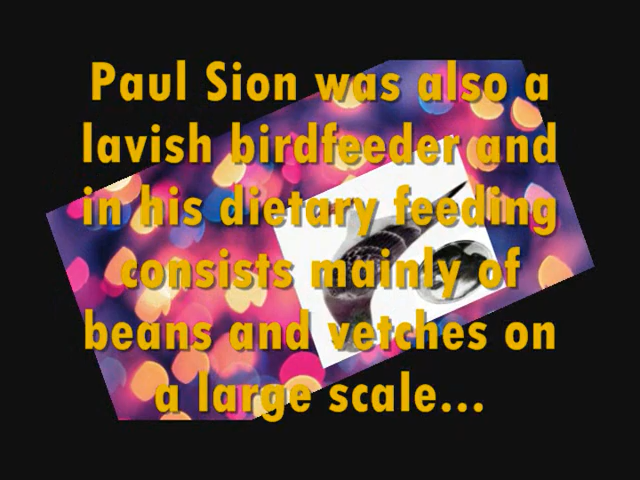 Paul Sion was also a
lavish birdfeeder and
in his dietary feeding
consists mainly of
beans and vetches on
a large scale...